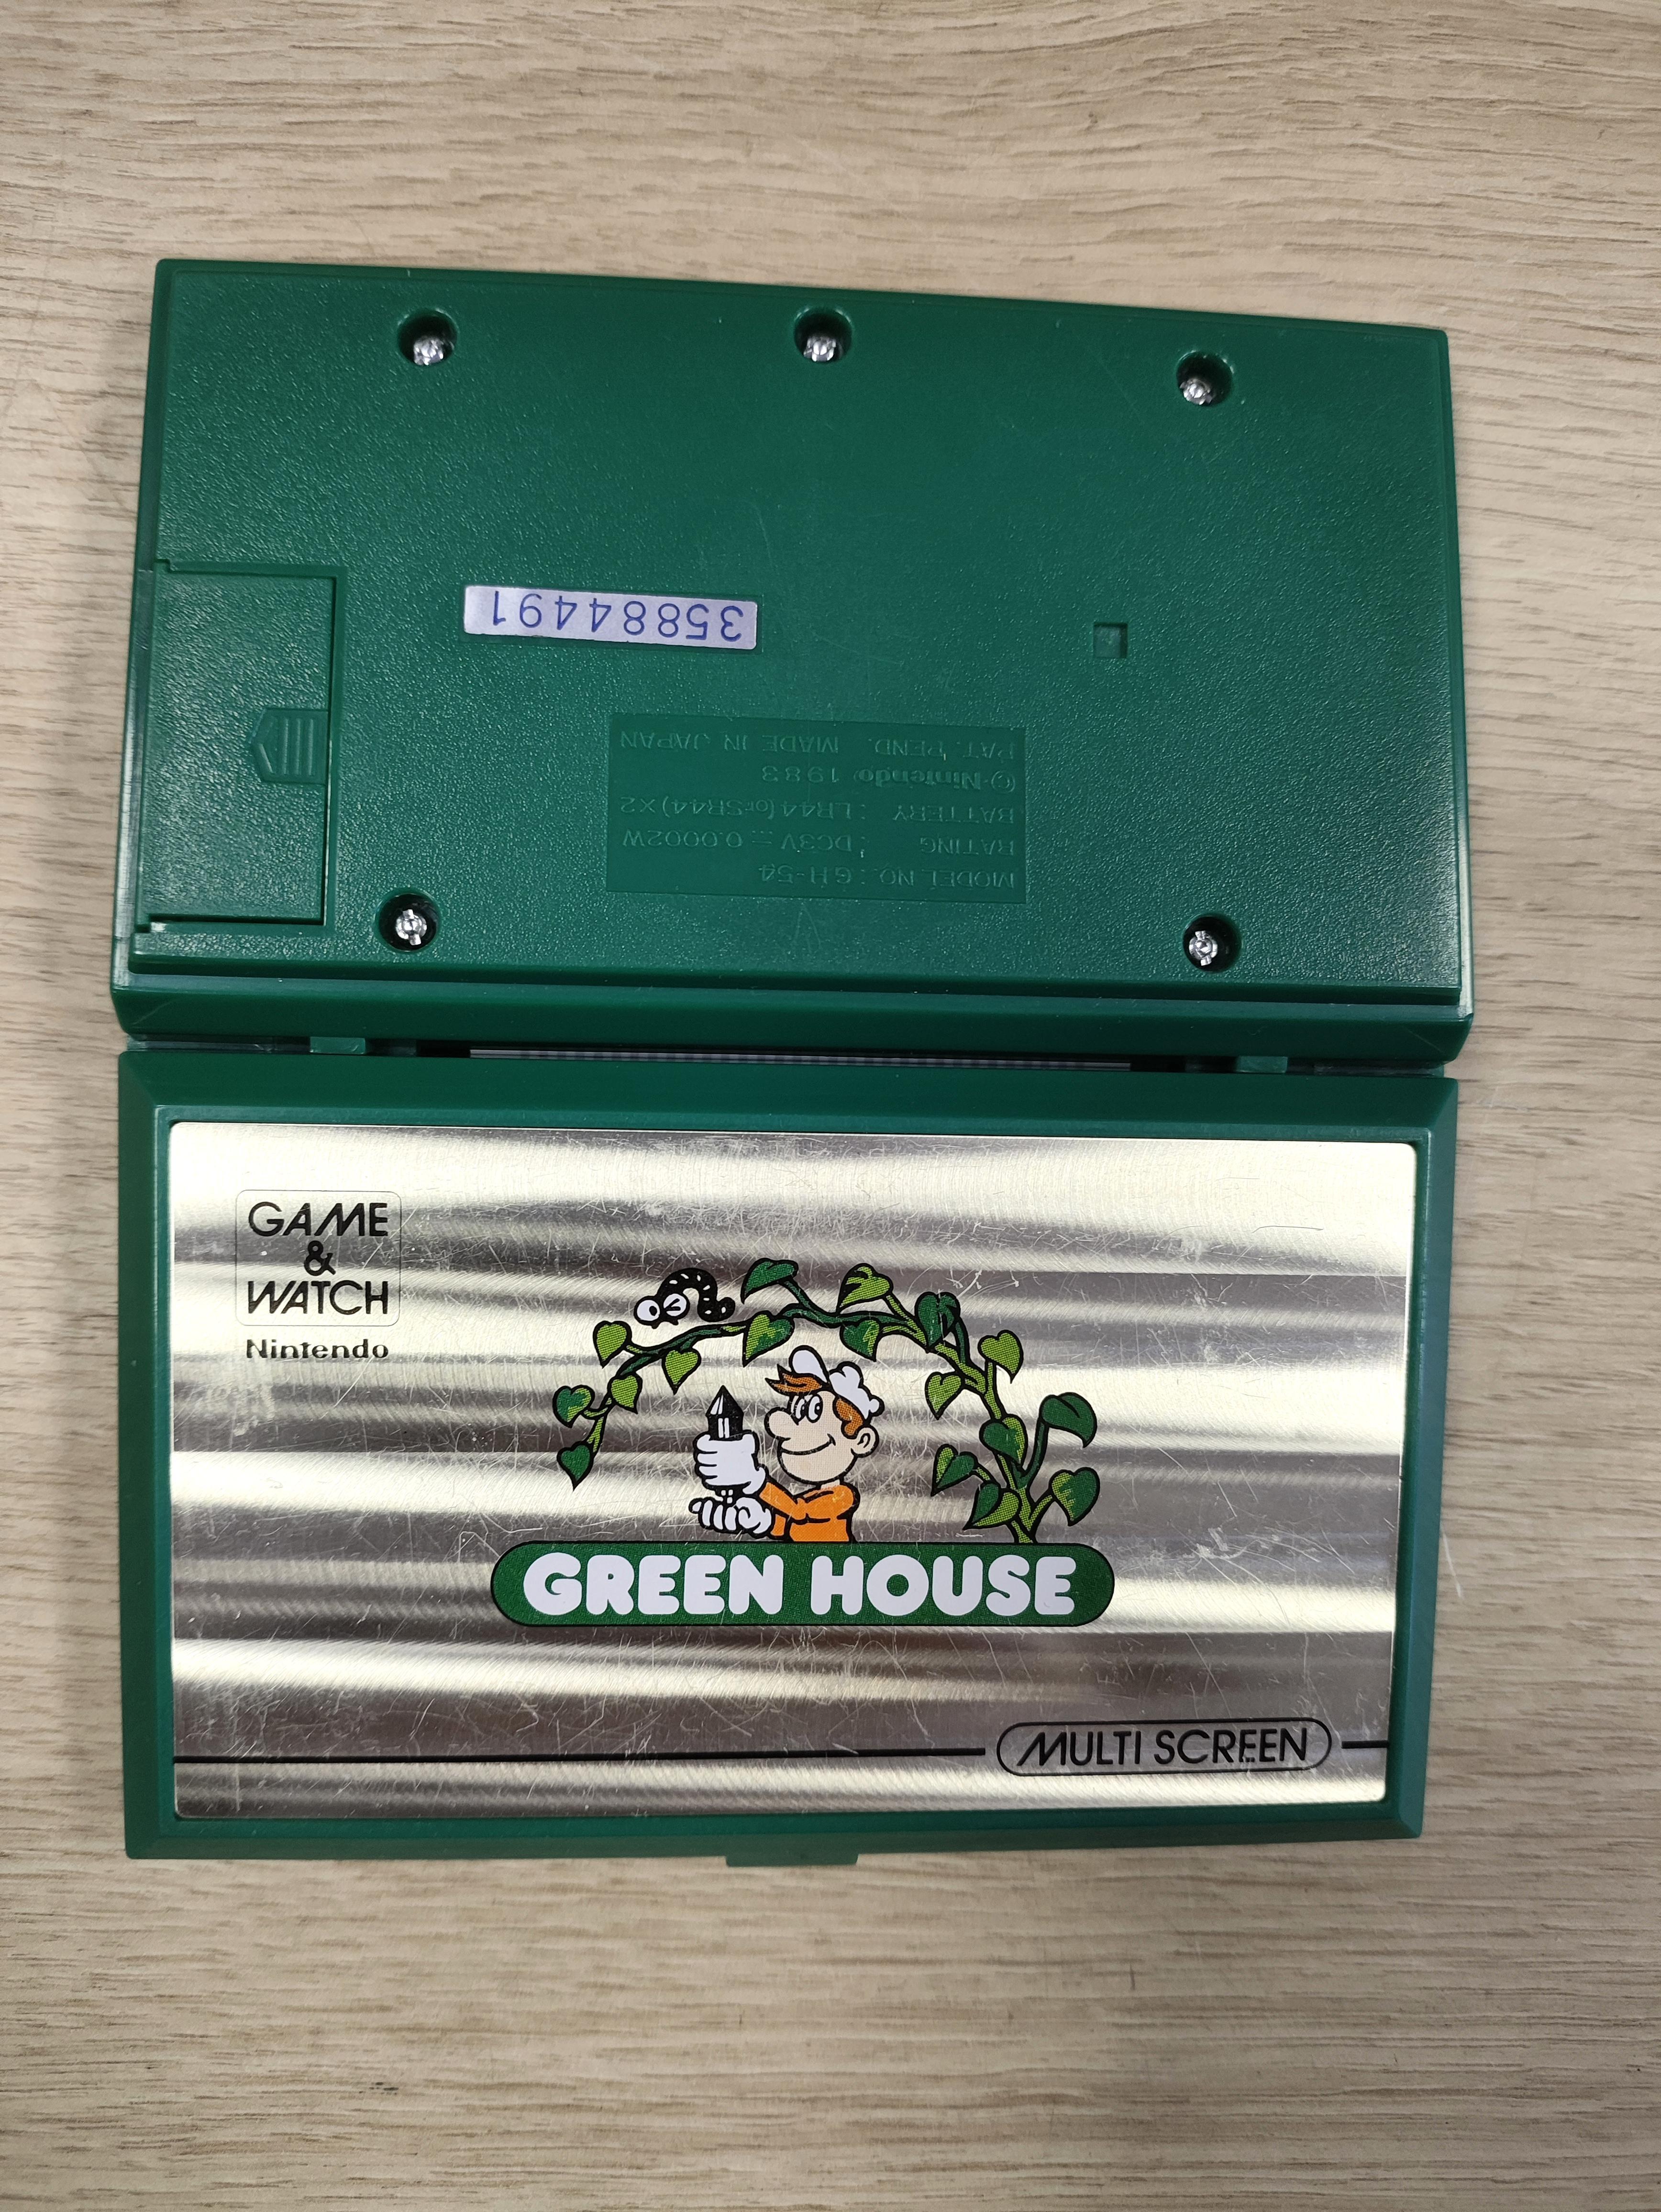 35884491
MODEL NO. : GH-54
RATING : DC3V ⎓ 0.0002W
BATTERY : LR44 (or SR44) X2
© Nintendo 1983
PAT. PEND. MADE IN JAPAN
GAME
&
WATCH
Nintendo
GREEN HOUSE
MULTI SCREEN